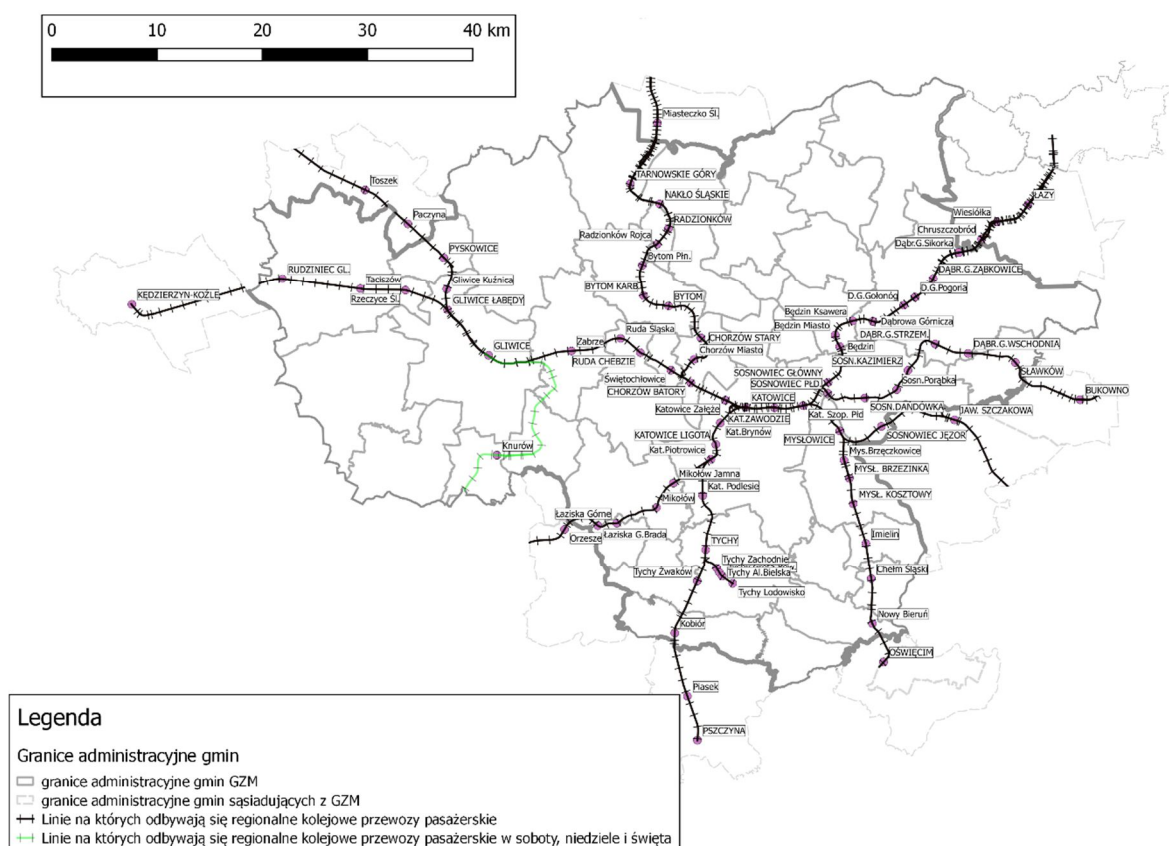 0 10 20 30 40 km
Miasteczko Śl.
TARNOWSKIE GÓRY
NAKŁO ŚLĄSKIE
RADZIONKÓW
Radzionków Rojca
Bytom Płn.
BYTOM KARB
BYTOM
CHORZÓW STARY
Chorzów Miasto
Toszek
Paczyna
PYSKOWICE
Gliwice Kuźnica
GLIWICE ŁABĘDY
RUDZINIEC GL.
Taciszów
Rzeczyce Śl.
KĘDZIERZYN-KOŹLE
GLIWICE
Zabrze
Ruda Śląska
RUDA CHEBZIE
Świętochłowice
CHORZÓW BATORY
Katowice Załęże
KATOWICE
KAT.ZAWODZIE
Kat. Szop. Płd
Knurów
ŁAZY
Wiesiółka
Chruszczobród
Dąbr.G.Sikorka
DĄBR.G.ZĄBKOWICE
D.G.Pogoria
D.G.Gołonóg
Dąbrowa Górnicza
Będzin Ksawera
Będzin Miasto
Będzin
DĄBR.G.STRZEM.
DĄBR.G.WSCHODNIA
SŁAWKÓW
BUKOWNO
SOSN.KAZIMIERZ
Sosn.Porąbka
SOSNOWIEC GŁÓWNY
SOSNOWIEC PŁD.
SOSN.DANDÓWKA
JAW. SZCZAKOWA
SOSNOWIEC JĘZOR
MYSŁOWICE
Mys.Brzęczkowice
MYSŁ. BRZEZINKA
MYSŁ. KOSZTOWY
Imielin
Chełm Śląski
Nowy Bieruń
OŚWIĘCIM
Kat.Brynów
KATOWICE LIGOTA
Kat.Piotrowice
Mikołów Jamna
Kat. Podlesie
Mikołów
Łaziska Górne
Łaziska G.Brada
Orzesze
TYCHY
Tychy Zachodnie
Tychy Al.Bielska
Tychy Lodowisko
Tychy Żwaków
Kobiór
Piasek
PSZCZYNA
Legenda
Granice administracyjne gmin
granice administracyjne gmin GZM
granice administracyjne gmin sąsiadujących z GZM
Linie na których odbywają się regionalne kolejowe przewozy pasażerskie
Linie na których odbywają się regionalne kolejowe przewozy pasażerskie w soboty, niedziele i święta